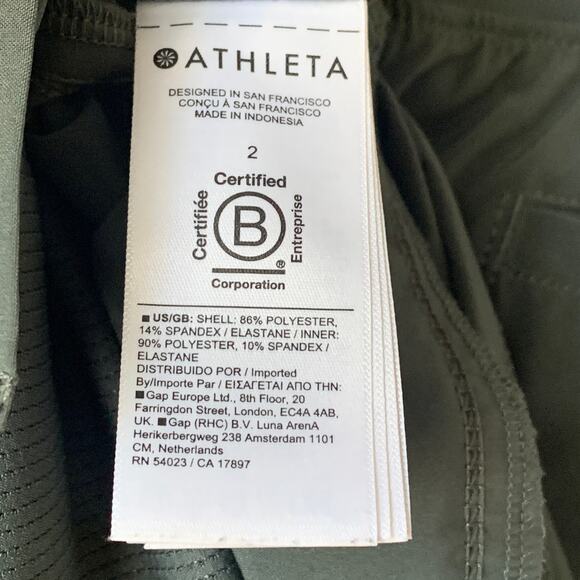 ATHLETA
DESIGNED IN SAN FRANCISCO
CONÇU À SAN FRANCISCO
MADE IN INDONESIA
2
Certified
Certifiée
B
Entreprise
®
Corporation
■ US/GB: SHELL: 86% POLYESTER,
14% SPANDEX / ELASTANE / INNER:
90% POLYESTER, 10% SPANDEX /
ELASTANE
DISTRIBUIDO POR / Imported
By/Importe Par / ΕΙΣΑΓΕΤΑΙ ΑΠΟ ΤΗΝ:
■Gap Europe Ltd., 8th Floor, 20
Farringdon Street, London, EC4A 4AB,
UK. ■Gap (RHC) B.V. Luna ArenA
Herikerbergweg 238 Amsterdam 1101
CM, Netherlands
RN 54023 / CA 17897